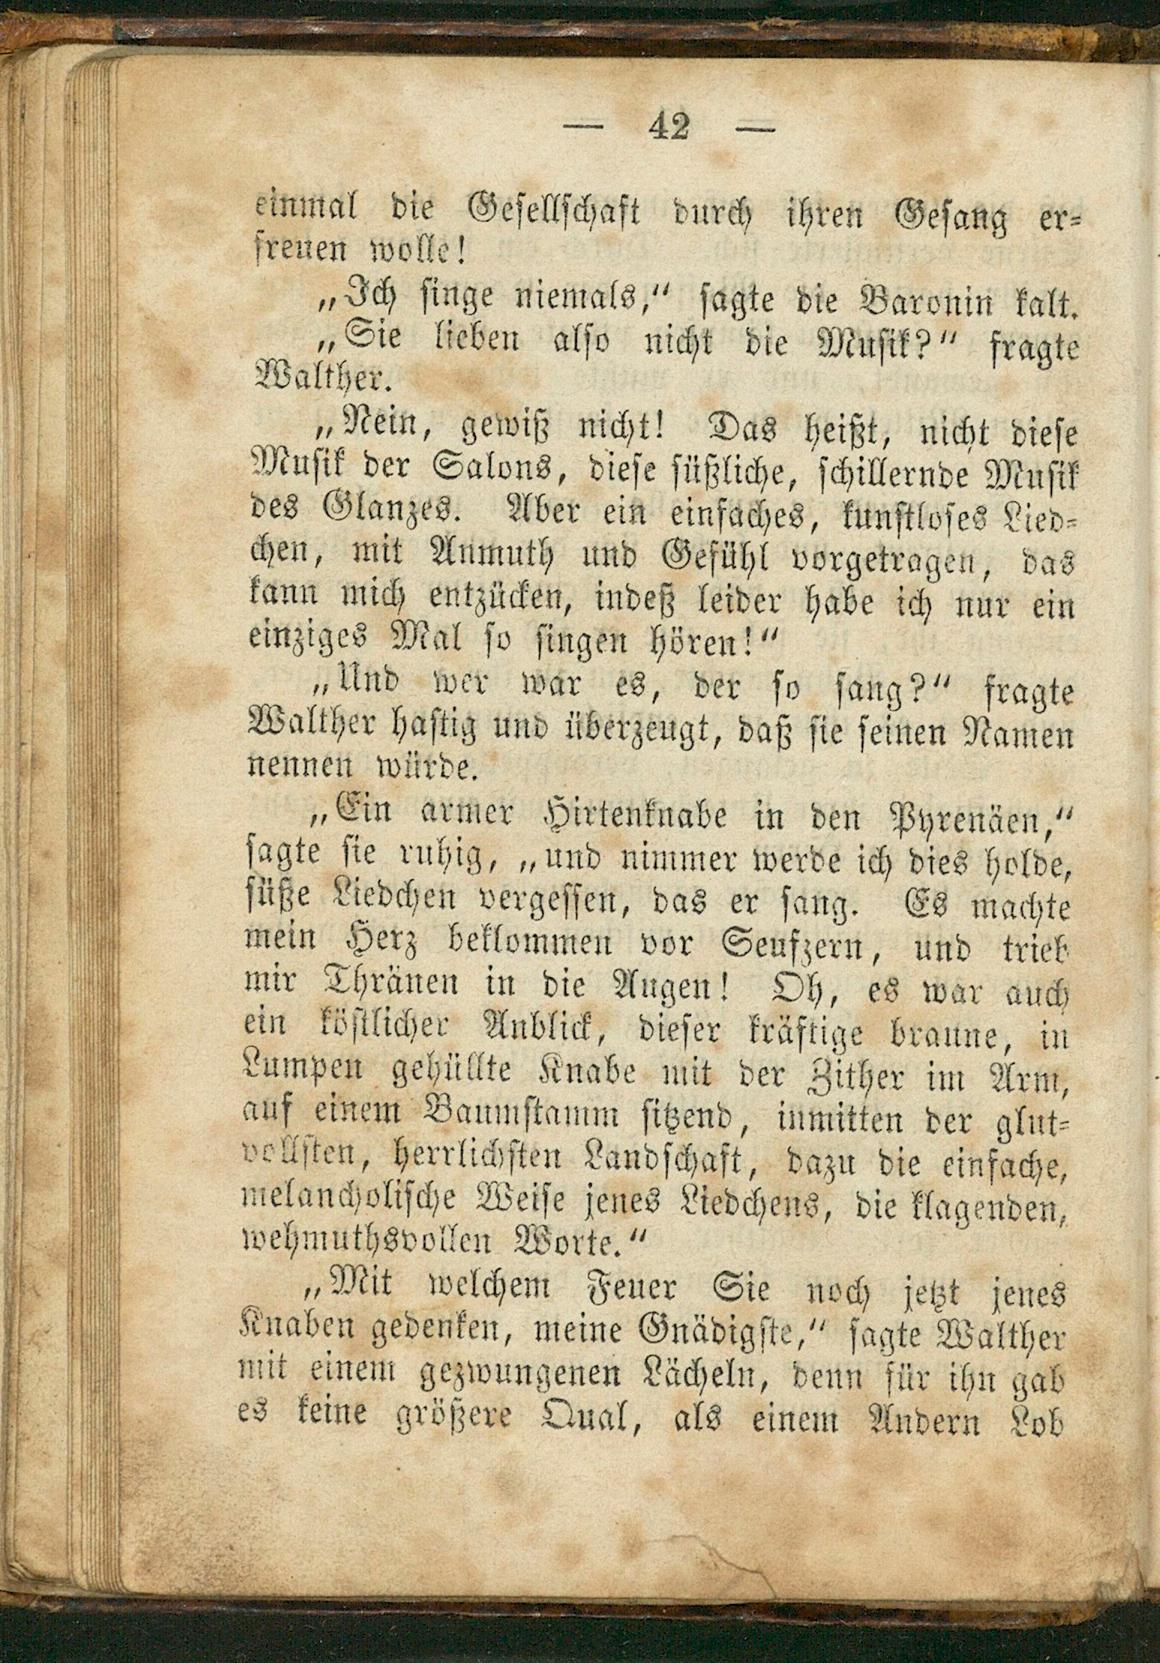 — 42 —
einmal die Gesellschaft durch ihren Gesang er-
freuen wolle!
„Ich singe niemals,“ sagte die Baronin kalt.
„Sie lieben also nicht die Musik?“ fragte
Walther.
„Nein, gewiß nicht! Das heißt, nicht diese
Musik der Salons, diese süßliche, schillernde Musik
des Glanzes. Aber ein einfaches, kunstloses Lied-
chen, mit Anmuth und Gefühl vorgetragen, das
kann mich entzücken, indeß leider habe ich nur ein
einziges Mal so singen hören!“
„Und wer war es, der so sang?“ fragte
Walther hastig und überzeugt, daß sie seinen Namen
nennen würde.
„Ein armer Hirtenknabe in den Pyrenäen,“
sagte sie ruhig, „und nimmer werde ich dies holde,
süße Liedchen vergessen, das er sang. Es machte
mein Herz beklommen vor Seufzern, und trieb
mir Thränen in die Augen! Oh, es war auch
ein köstlicher Anblick, dieser kräftige braune, in
Lumpen gehüllte Knabe mit der Zither im Arm,
auf einem Baumstamm sitzend, inmitten der glut-
vollsten, herrlichsten Landschaft, dazu die einfache,
melancholische Weise jenes Liedchens, die klagenden,
wehmuthsvollen Worte.“
„Mit welchem Feuer Sie noch jetzt jenes
Knaben gedenken, meine Gnädigste,“ sagte Walther
mit einem gezwungenen Lächeln, denn für ihn gab
es keine größere Qual, als einem Andern Lob